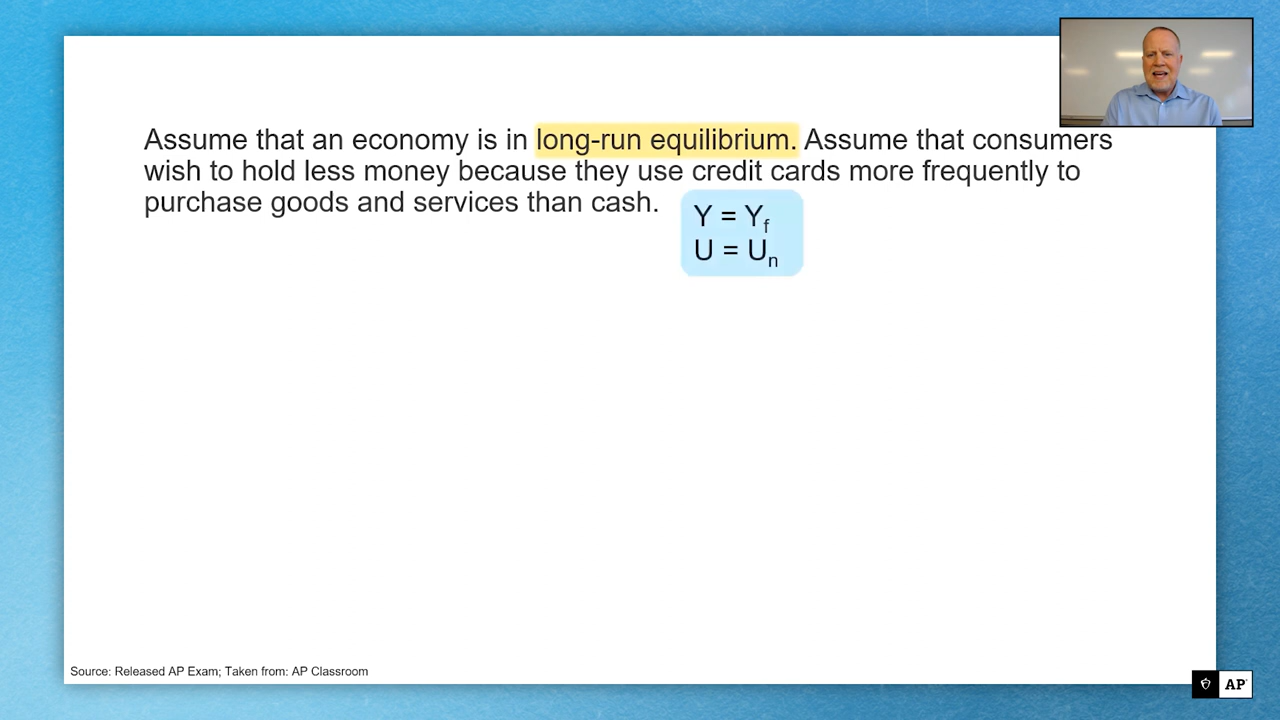 Assume that an economy is in long-run equilibrium. Assume that consumers
wish to hold less money because they use credit cards more frequently to
purchase goods and services than cash.
Y = Yf
U = Un
Source: Released AP Exam; Taken from: AP Classroom
AP